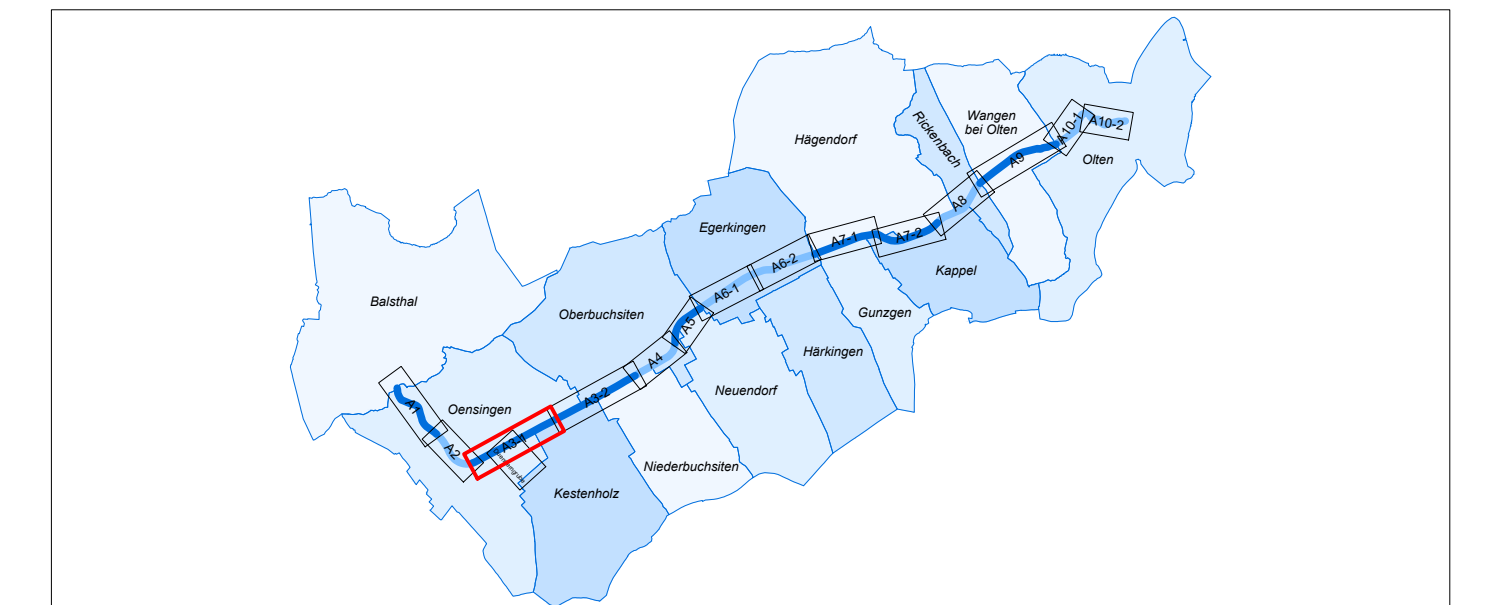 Hägendorf
Rickenbach
Wangen
bei Olten
A10-1
A10-2
Olten
A9
A8
Egerkingen
A7-1
A7-2
A6-2
Kappel
A6-1
Balsthal
Oberbuchsiten
Gunzgen
A5
Härkingen
A4
Neuendorf
A3-2
Oensingen
A1
A3-1
A2
Niederbuchsiten
Kestenholz